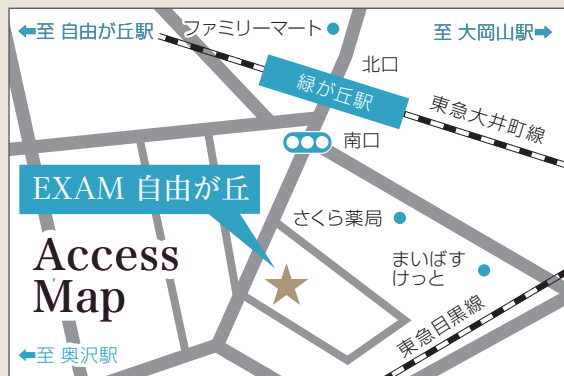 ←至 自由が丘駅
ファミリーマート
至 大岡山駅→
北口
緑が丘駅
東急大井町線
南口
EXAM 自由が丘
さくら薬局
まいばす
けっと
Access
Map
東急目黒線
←至 奥沢駅